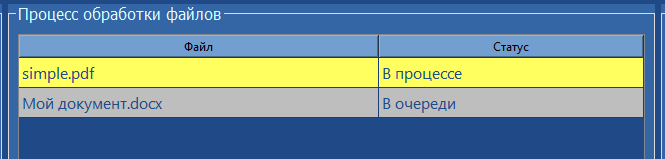 Процесс обработки файлов
Файл Статус
simple.pdf В процессе
Мой документ.docx В очереди